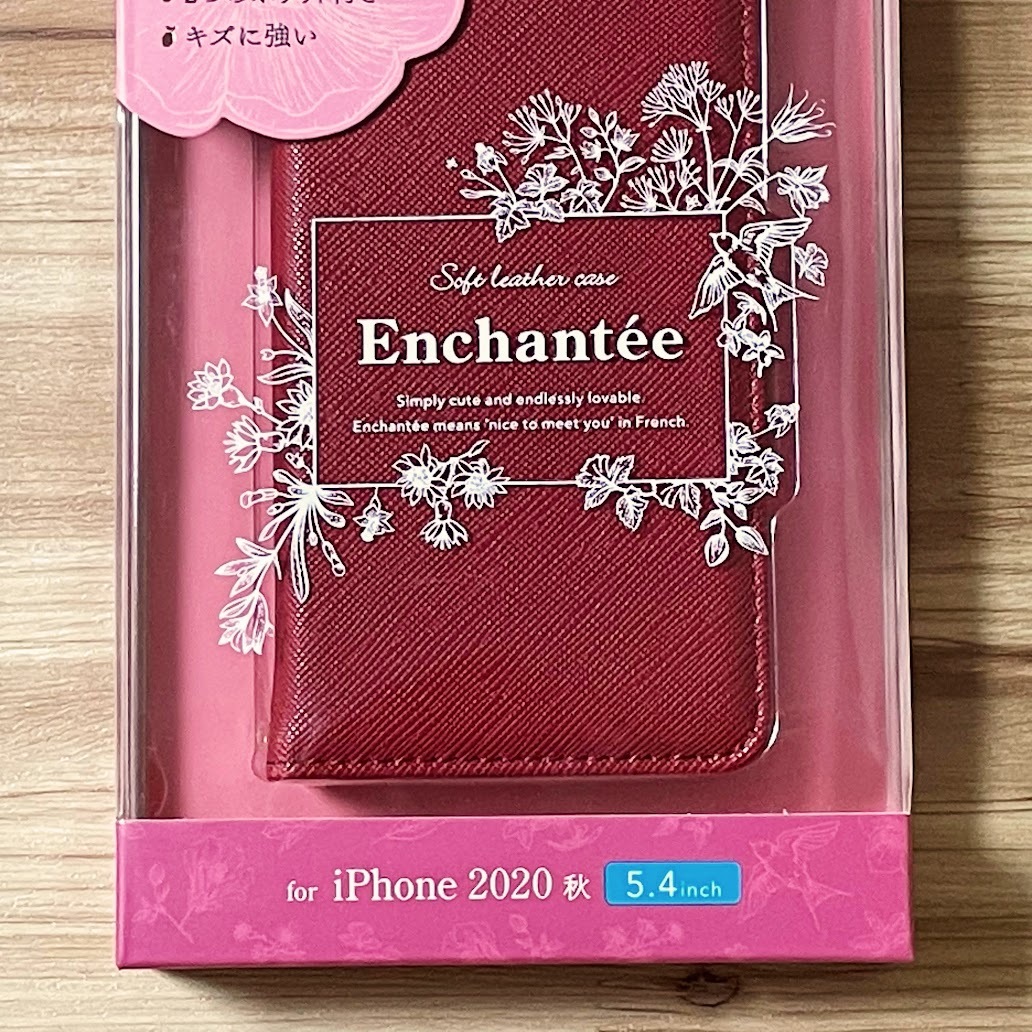 キズに強い
Soft leather case
Enchantée
Simply cute and endlessly lovable.
Enchantée means 'nice to meet you' in French.
for iPhone 2020 秋 5.4inch